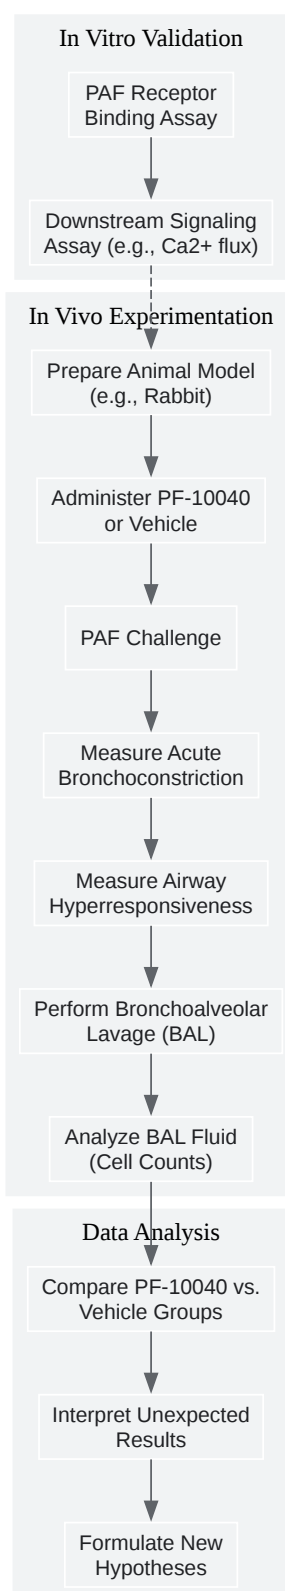 In Vitro Validation
PAF Receptor
Binding Assay
Downstream Signaling
Assay (e.g., Ca2+ flux)
In Vivo Experimentation
Prepare Animal Model
(e.g., Rabbit)
Administer PF-10040
or Vehicle
PAF Challenge
Measure Acute
Bronchoconstriction
Measure Airway
Hyperresponsiveness
Perform Bronchoalveolar
Lavage (BAL)
Analyze BAL Fluid
(Cell Counts)
Data Analysis
Compare PF-10040 vs.
Vehicle Groups
Interpret Unexpected
Results
Formulate New
Hypotheses